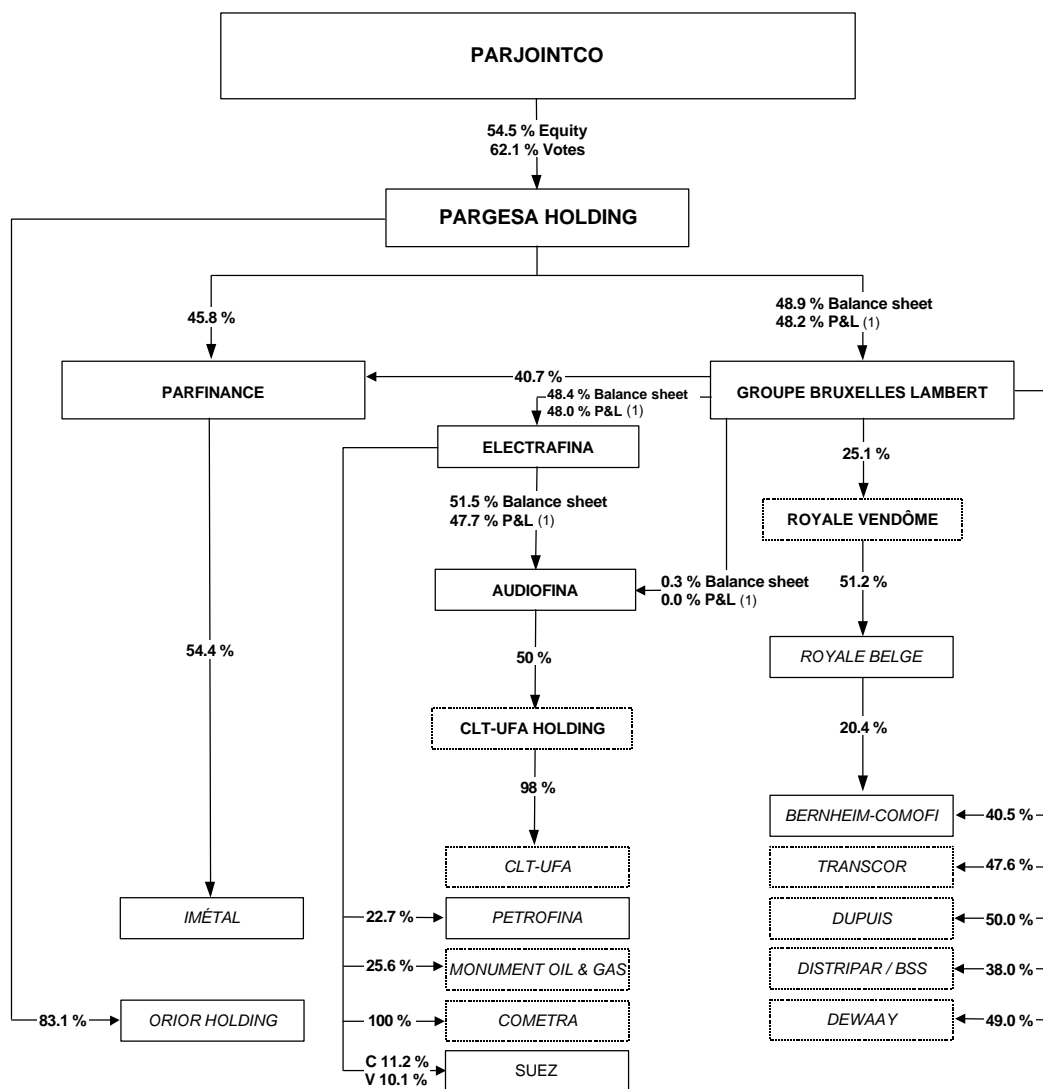 PARJOINTCO
54.5 % Equity
62.1 % Votes
PARGESA HOLDING
45.8 %
48.9 % Balance sheet
48.2 % P&L (1)
PARFINANCE
40.7 %
GROUPE BRUXELLES LAMBERT
48.4 % Balance sheet
48.0 % P&L (1)
ELECTRAFINA
25.1 %
51.5 % Balance sheet
47.7 % P&L (1)
ROYALE VENDÔME
AUDIOFINA
0.3 % Balance sheet
0.0 % P&L (1)
51.2 %
54.4 %
50 %
ROYALE BELGE
CLT-UFA HOLDING
20.4 %
98 %
BERNHEIM-COMOFI
40.5 %
CLT-UFA
TRANSCOR
47.6 %
IMÉTAL
22.7 %
PETROFINA
DUPUIS
50.0 %
25.6 %
MONUMENT OIL & GAS
DISTRIPAR / BSS
38.0 %
83.1 %
ORIOR HOLDING
100 %
COMETRA
DEWAAY
49.0 %
C 11.2 %
V 10.1 %
SUEZ